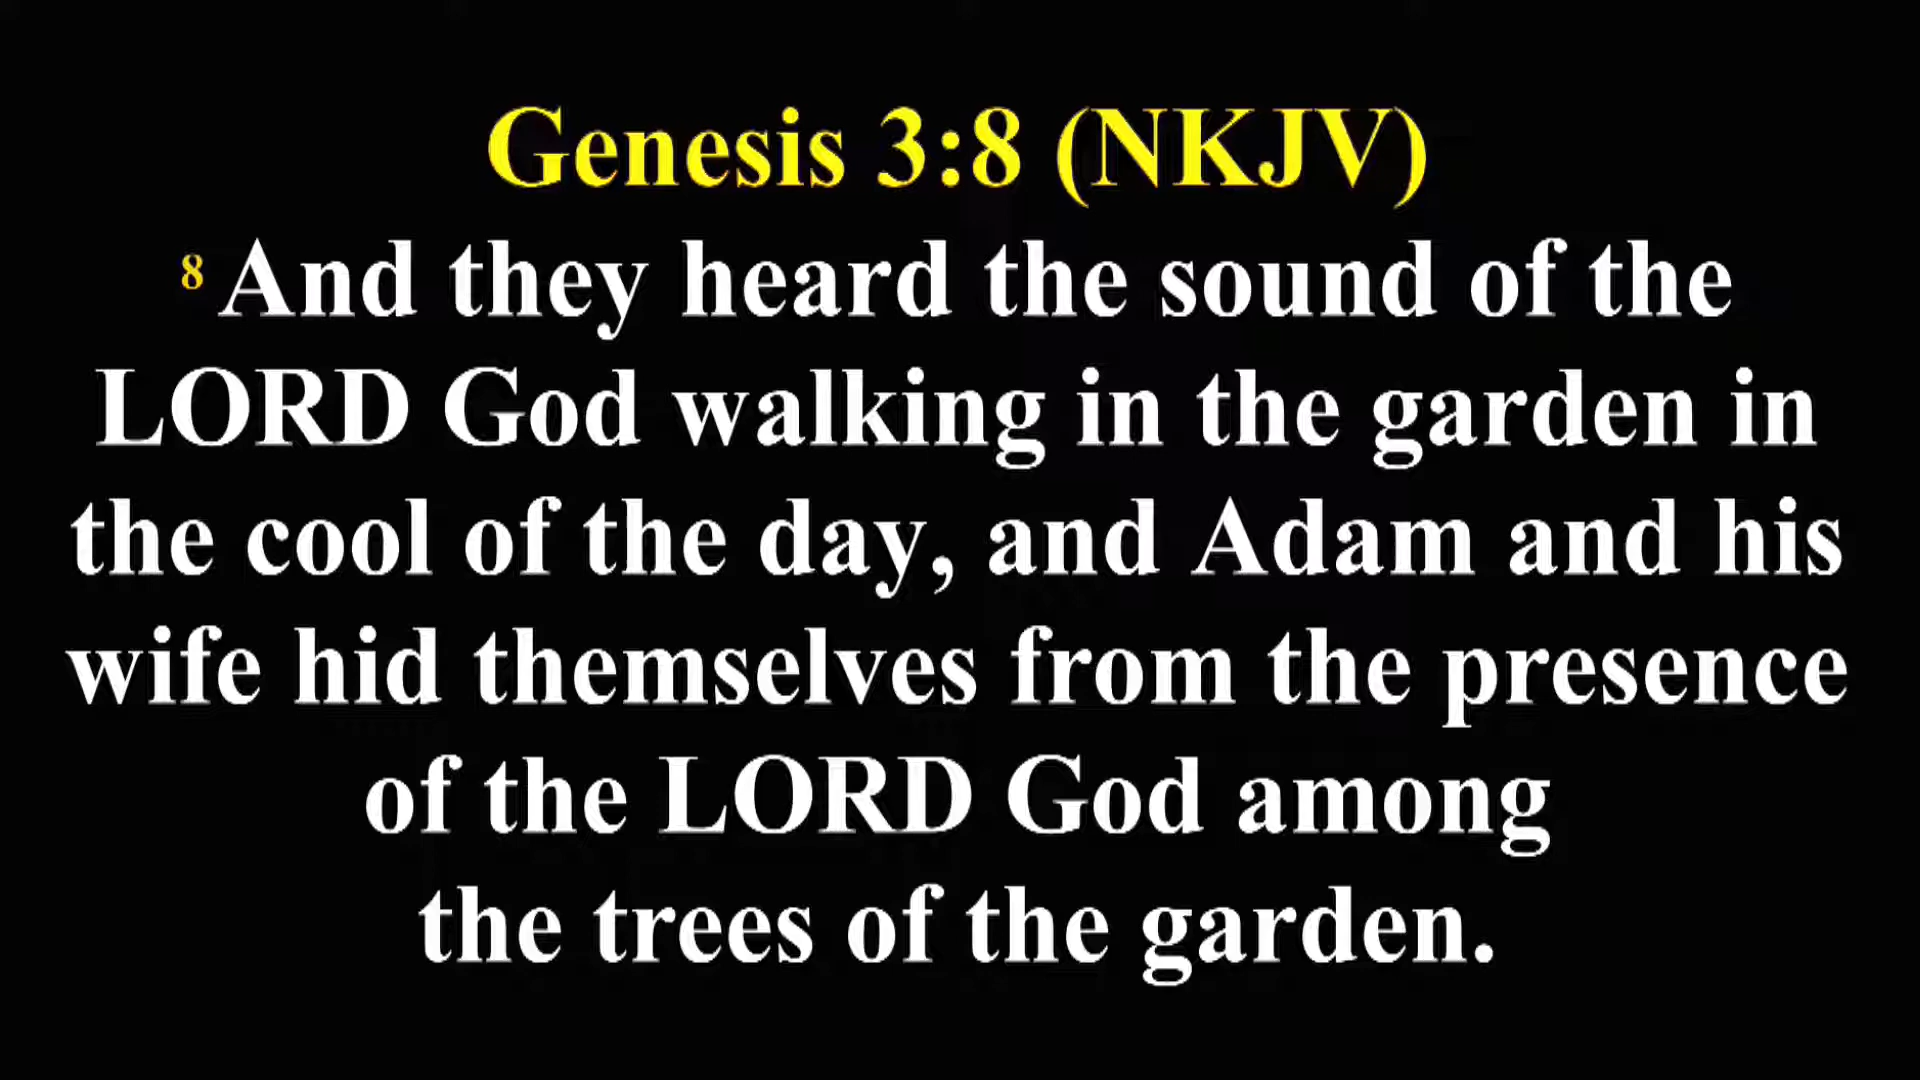 Genesis 3:8 (NKJV)
8 And they heard the sound of the
LORD God walking in the garden in
the cool of the day, and Adam and his
wife hid themselves from the presence
of the LORD God among
the trees of the garden.